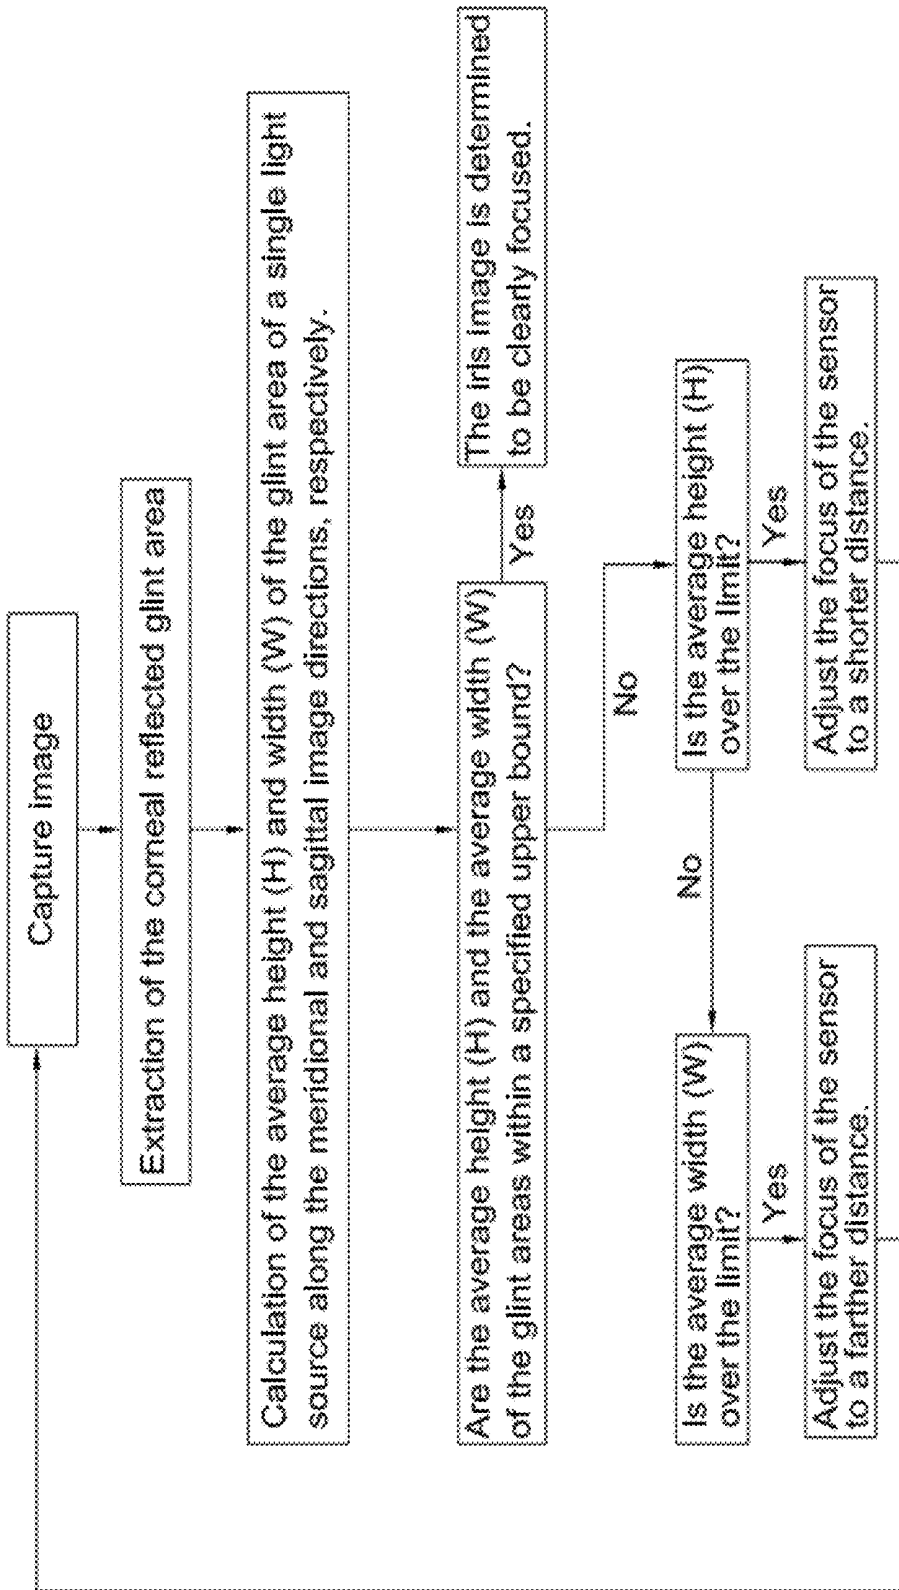 Capture image
Extraction of the corneal reflected glint area
Calculation of the average height (H) and width (W) of the glint area of a single light
source along the meridional and sagittal image directions, respectively.
Are the average height (H) and the average width (W)
of the glint areas within a specified upper bound?
Yes
The iris image is determined
to be clearly focused.
No
Is the average height (H)
over the limit?
Yes
Adjust the focus of the sensor
to a shorter distance.
No
Is the average width (W)
over the limit?
Yes
Adjust the focus of the sensor
to a farther distance.